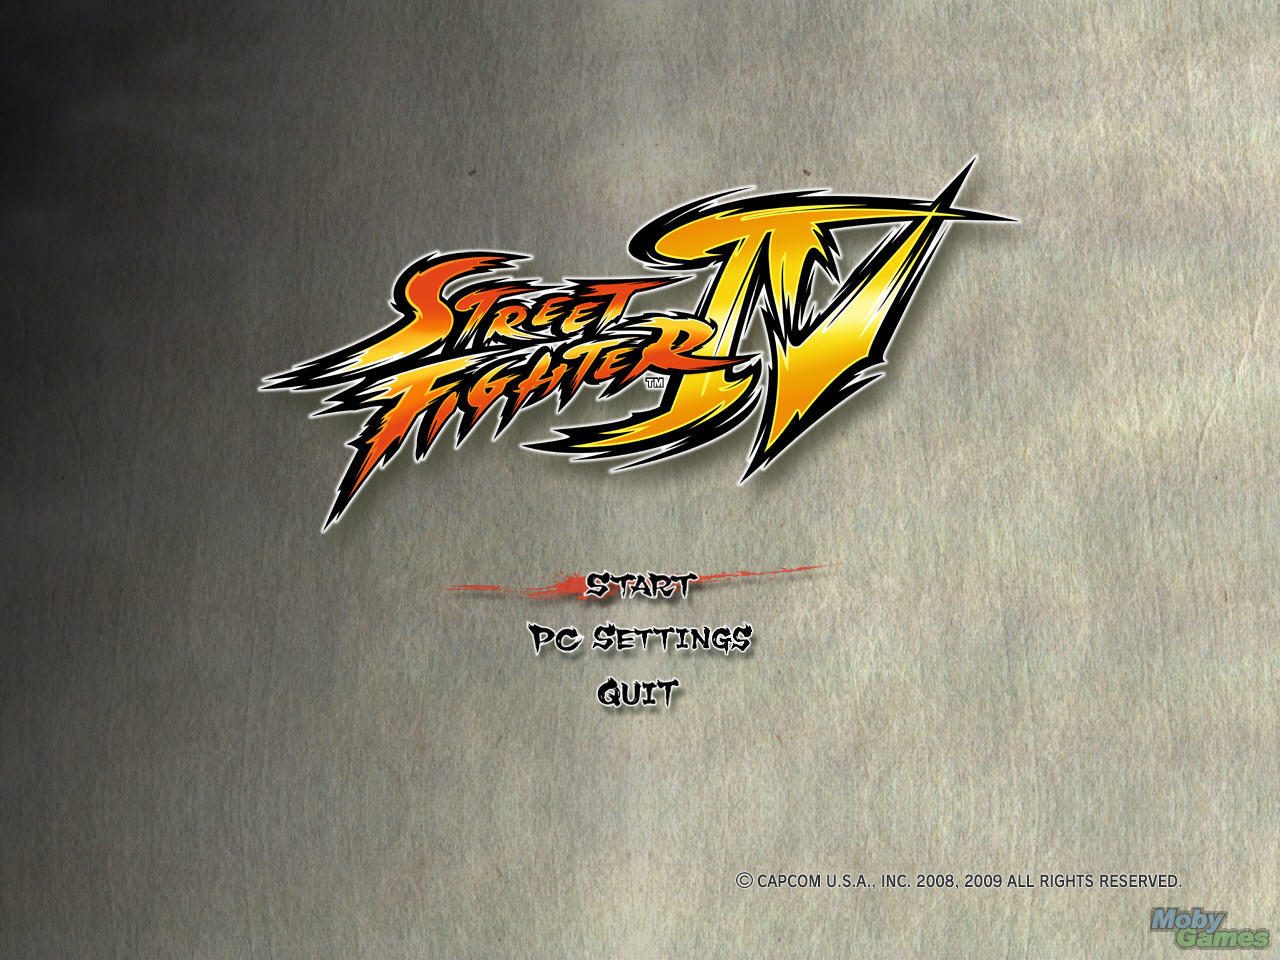 STREET
FIGHTER IV
TM
START
PC SETTINGS
QUIT
© CAPCOM U.S.A., INC. 2008, 2009 ALL RIGHTS RESERVED.
Moby
Games